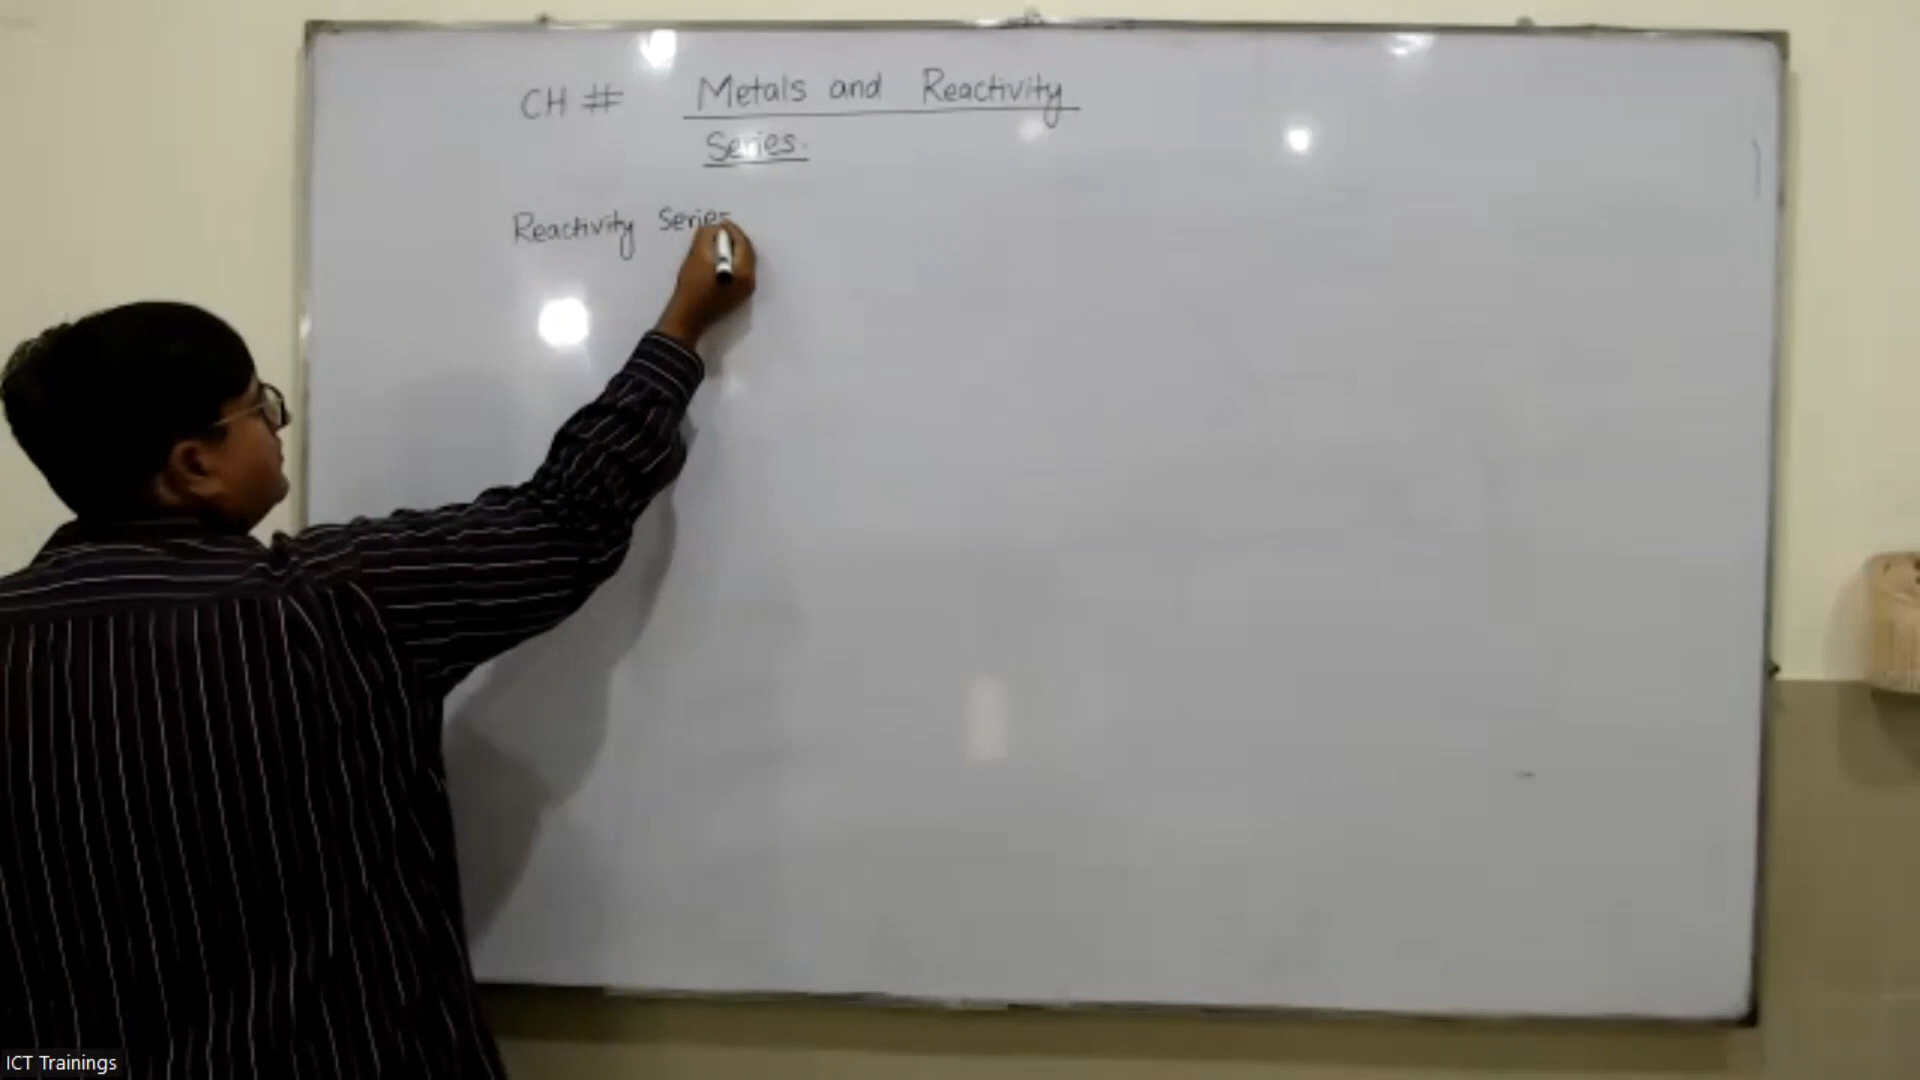 CH # Metals and Reactivity
Series.
Reactivity Series
ICT Trainings